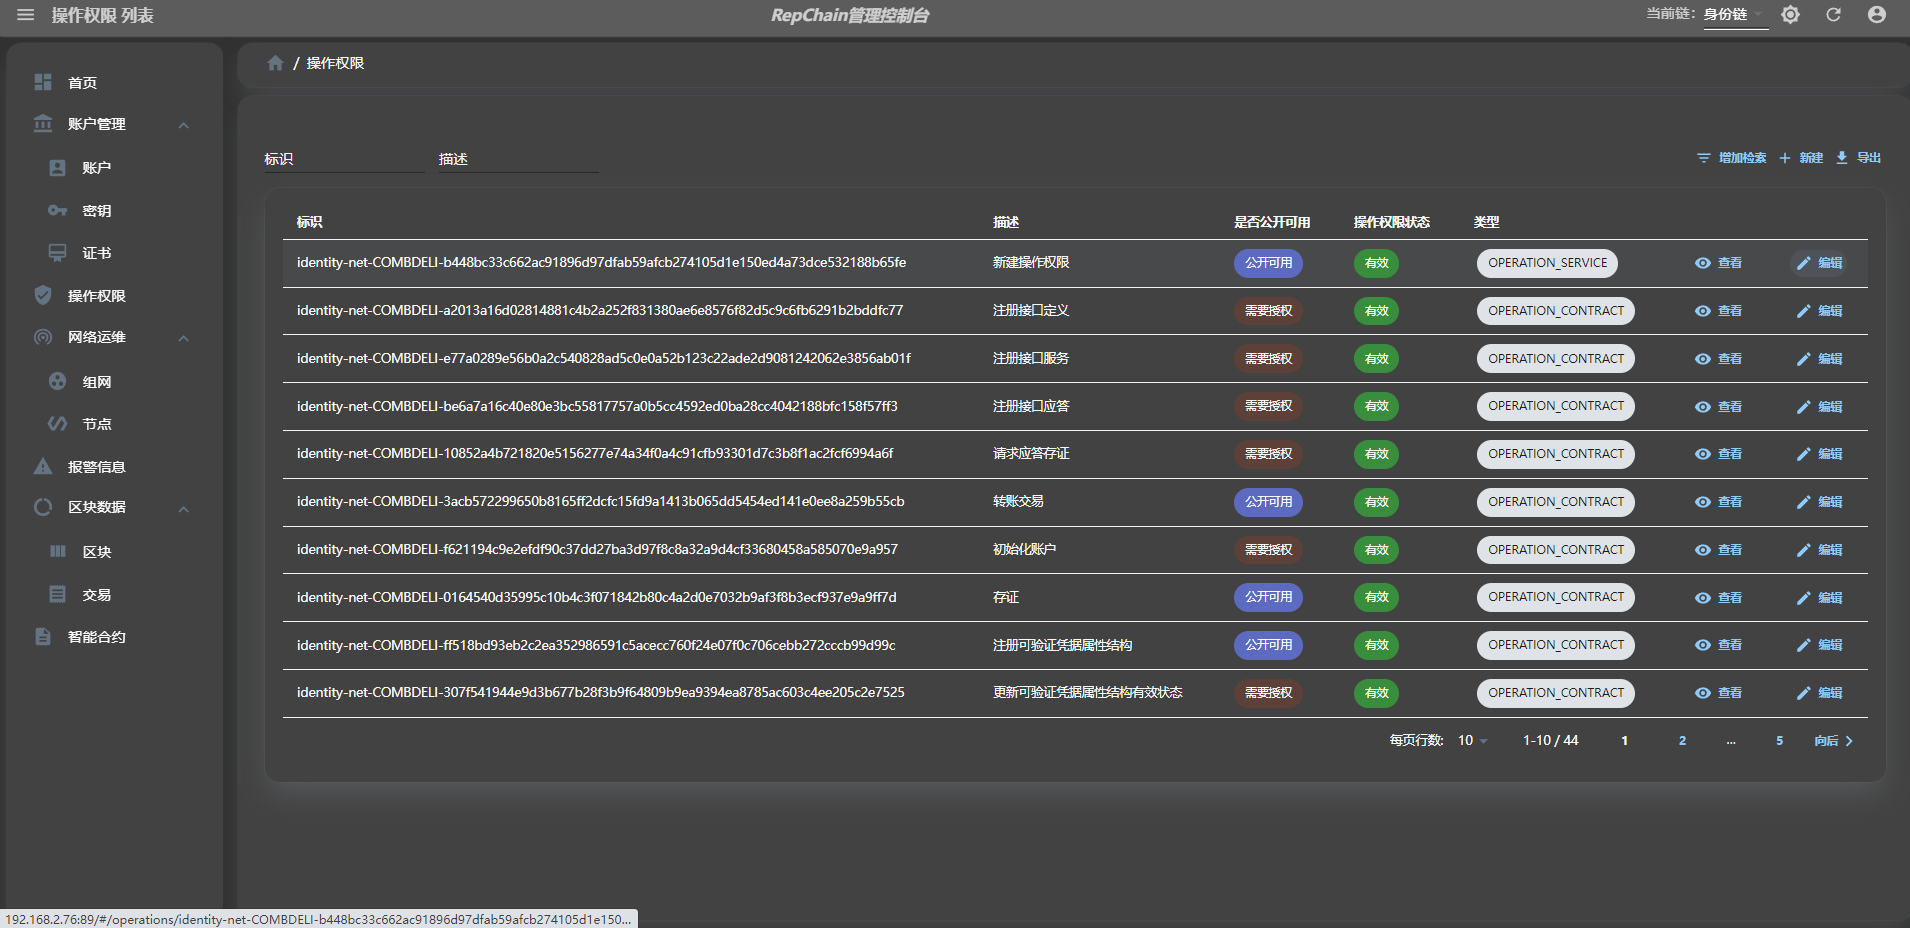 操作权限 列表
RepChain管理控制台
当前链: 身份链
首页
账户管理
账户
密钥
证书
操作权限
网络运维
组网
节点
报警信息
区块数据
区块
交易
智能合约
/ 操作权限
标识 描述
增加检索 新建 导出
标识 描述 是否公开可用 操作权限状态 类型
identity-net-COMBDELI-b448bc33c662ac91896d97dfab59afcb274105d1e150ed4a73dce532188b65fe 新建操作权限 公开可用 有效 OPERATION_SERVICE 查看 编辑
identity-net-COMBDELI-a2013a16d02814881c4b2a252f831380ae6e8576f82d5c9c6fb6291b2bddfc77 注册接口定义 需要授权 有效 OPERATION_CONTRACT 查看 编辑
identity-net-COMBDELI-e77a0289e56b0a2c540828ad5c0e0a52b123c22ade2d9081242062e3856ab01f 注册接口服务 需要授权 有效 OPERATION_CONTRACT 查看 编辑
identity-net-COMBDELI-be6a7a16c40e80e3bc55817757a0b5cc4592ed0ba28cc4042188bfc158f57ff3 注册接口应答 需要授权 有效 OPERATION_CONTRACT 查看 编辑
identity-net-COMBDELI-10852a4b721820e5156277e74a34f0a4c91cfb93301d7c3b8f1ac2fcf6994a6f 请求应答存证 需要授权 有效 OPERATION_CONTRACT 查看 编辑
identity-net-COMBDELI-3acb572299650b8165ff2dcfc15fd9a1413b065dd5454ed141e0ee8a259b55cb 转账交易 公开可用 有效 OPERATION_CONTRACT 查看 编辑
identity-net-COMBDELI-f621194c9e2efdf90c37dd27ba3d97f8c8a32a9d4cf33680458a585070e9a957 初始化账户 需要授权 有效 OPERATION_CONTRACT 查看 编辑
identity-net-COMBDELI-0164540d35995c10b4c3f071842b80c4a2d0e7032b9af3f8b3ecf937e9a9ff7d 存证 公开可用 有效 OPERATION_CONTRACT 查看 编辑
identity-net-COMBDELI-ff518bd93eb2c2ea352986591c5acecc760f24e07f0c706cebb272cccb99d99c 注册可验证凭据属性结构 公开可用 有效 OPERATION_CONTRACT 查看 编辑
identity-net-COMBDELI-307f541944e9d3b677b28f3b9f64809b9ea9394ea8785ac603c4ee205c2e7525 更新可验证凭据属性结构有效状态 需要授权 有效 OPERATION_CONTRACT 查看 编辑
每页行数: 10 1-10 / 44 1 2 ... 5 向后
192.168.2.76:89/#/operations/identity-net-COMBDELI-b448bc33c662ac91896d97dfab59afcb274105d1e150...